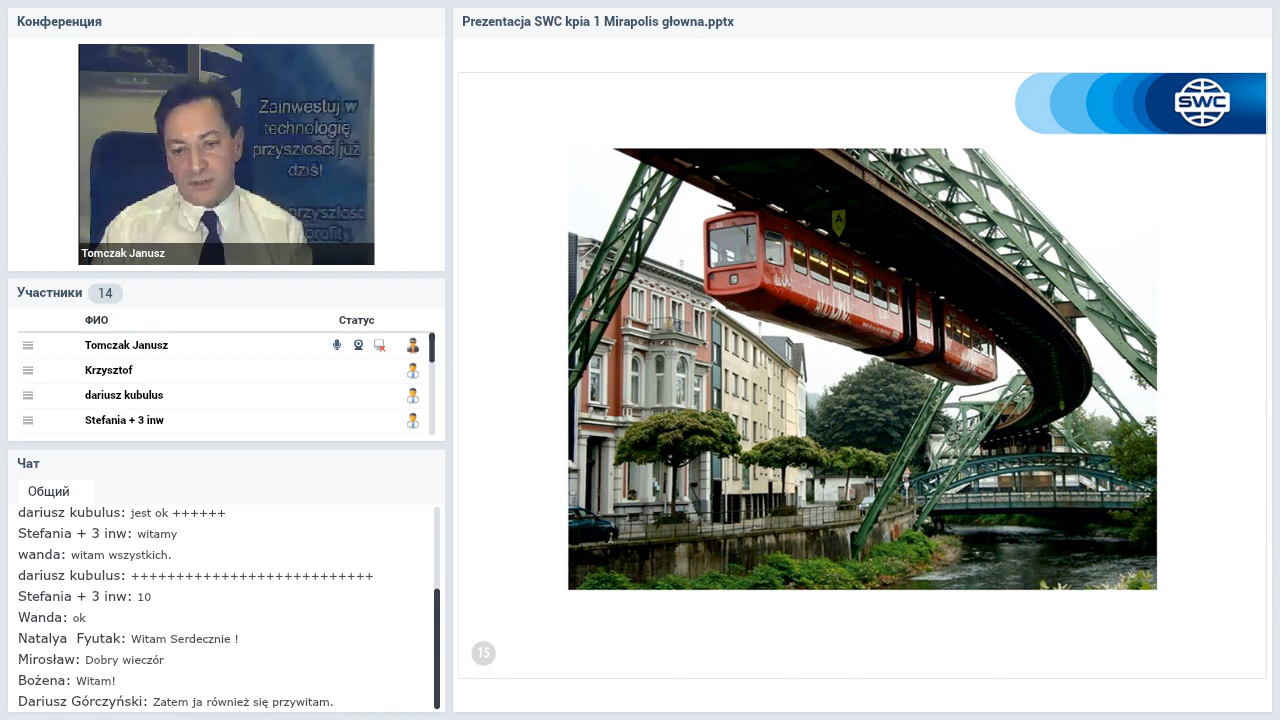 Конференция
Zainwestuj w
technologię
przyszłości już
dziś!
Tomczak Janusz
Участники 14
ФИО Статус
Tomczak Janusz
Krzysztof
dariusz kubulus
Stefania + 3 inw
Чат
Общий
dariusz kubulus: jest ok ++++++
Stefania + 3 inw: witamy
wanda: witam wszystkich.
dariusz kubulus: +++++++++++++++++++++++++++
Stefania + 3 inw: 10
Wanda: ok
Natalya Fyutak: Witam Serdecznie !
Mirosław: Dobry wieczór
Bożena: Witam!
Dariusz Górczyński: Zatem ja również się przywitam.
Prezentacja SWC kpia 1 Mirapolis głowna.pptx
SWC
A
15